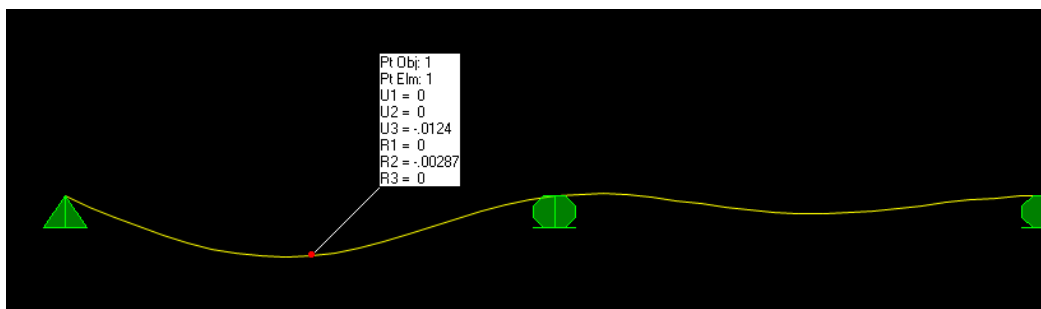 Pt Obj: 1
Pt Elm: 1
U1 = 0
U2 = 0
U3 = -.0124
R1 = 0
R2 = -.00287
R3 = 0